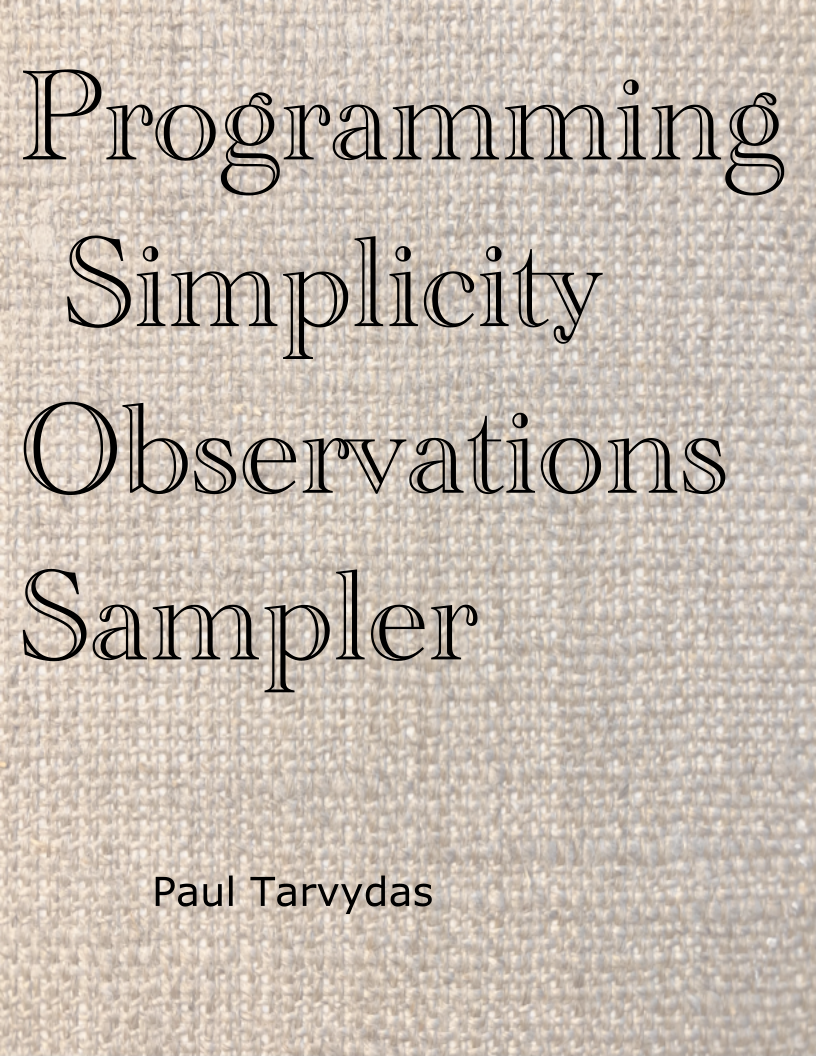 Programming
Simplicity
Observations
Sampler
Paul Tarvydas